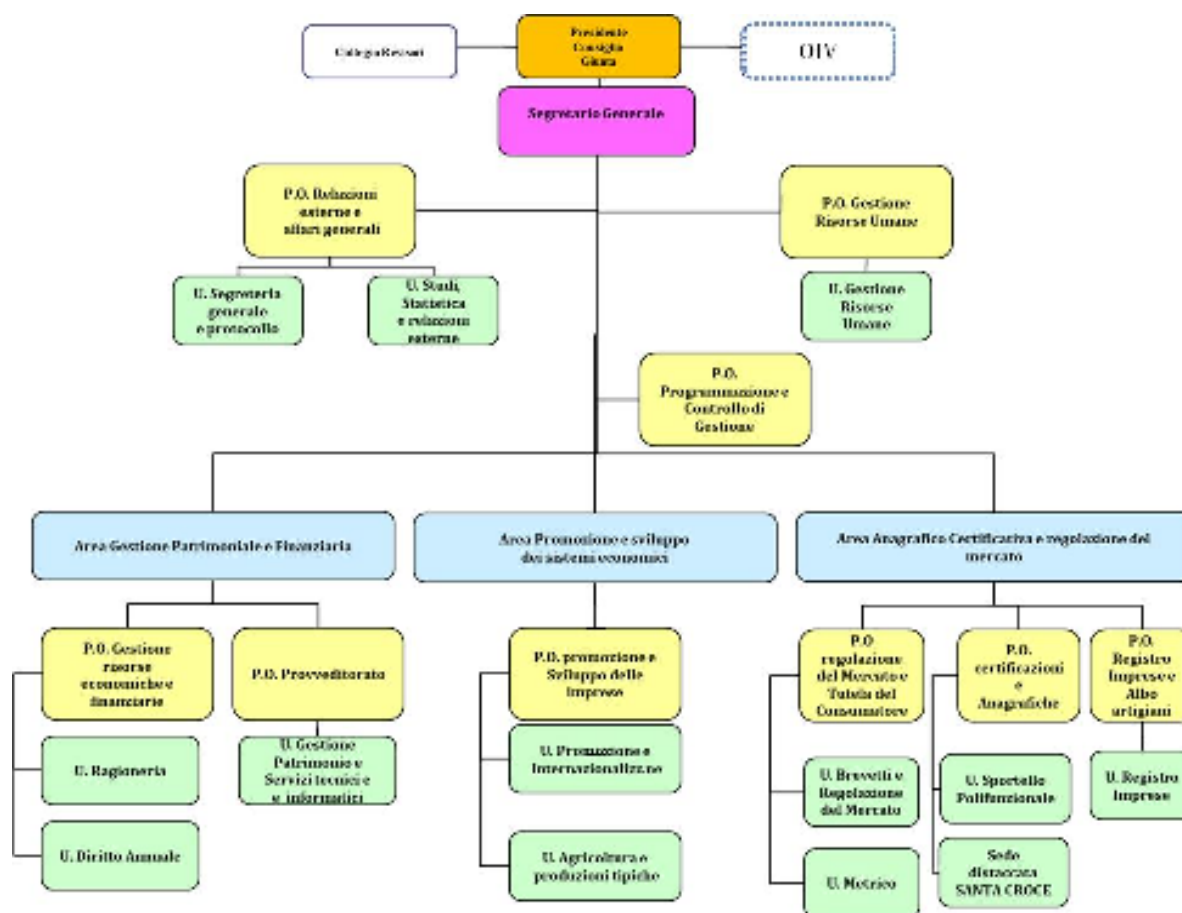 Collegio Revisori
Presidente
Consiglio
Giunta
OIV
Segretario Generale
P.O. Relazioni
esterne e
affari generali
P.O. Gestione
Risorse Umane
U. Segreteria
generale
e protocollo
U. Studi,
Statistica
e relazioni
esterne
U. Gestione
Risorse
Umane
P.O.
Programmazione e
Controllo di
Gestione
Area Gestione Patrimoniale e Finanziaria
Area Promozione e sviluppo
dei sistemi economici
Area Anagrafico Certificativa e regolazione del
mercato
P.O. Gestione
risorse
economiche e
finanziarie
P.O. Provveditorato
P.O. promozione e
Sviluppo delle
Imprese
P.O
regolazione
del Mercato e
Tutela del
Consumatore
P.O.
certificazioni
e
Anagrafiche
P.O.
Registro
Imprese e
Albo
artigiani
U. Ragioneria
U. Gestione
Patrimonio e
Servizi tecnici e
e informatici
U. Promozione e
Internazionalizz.ne
U. Brevetti e
Regolazione
del Mercato
U. Sportello
Polifunzionale
U. Registro
Imprese
U. Diritto Annuale
U. Agricoltura e
produzioni tipiche
U. Metrico
Sede
distaccata
SANTA CROCE